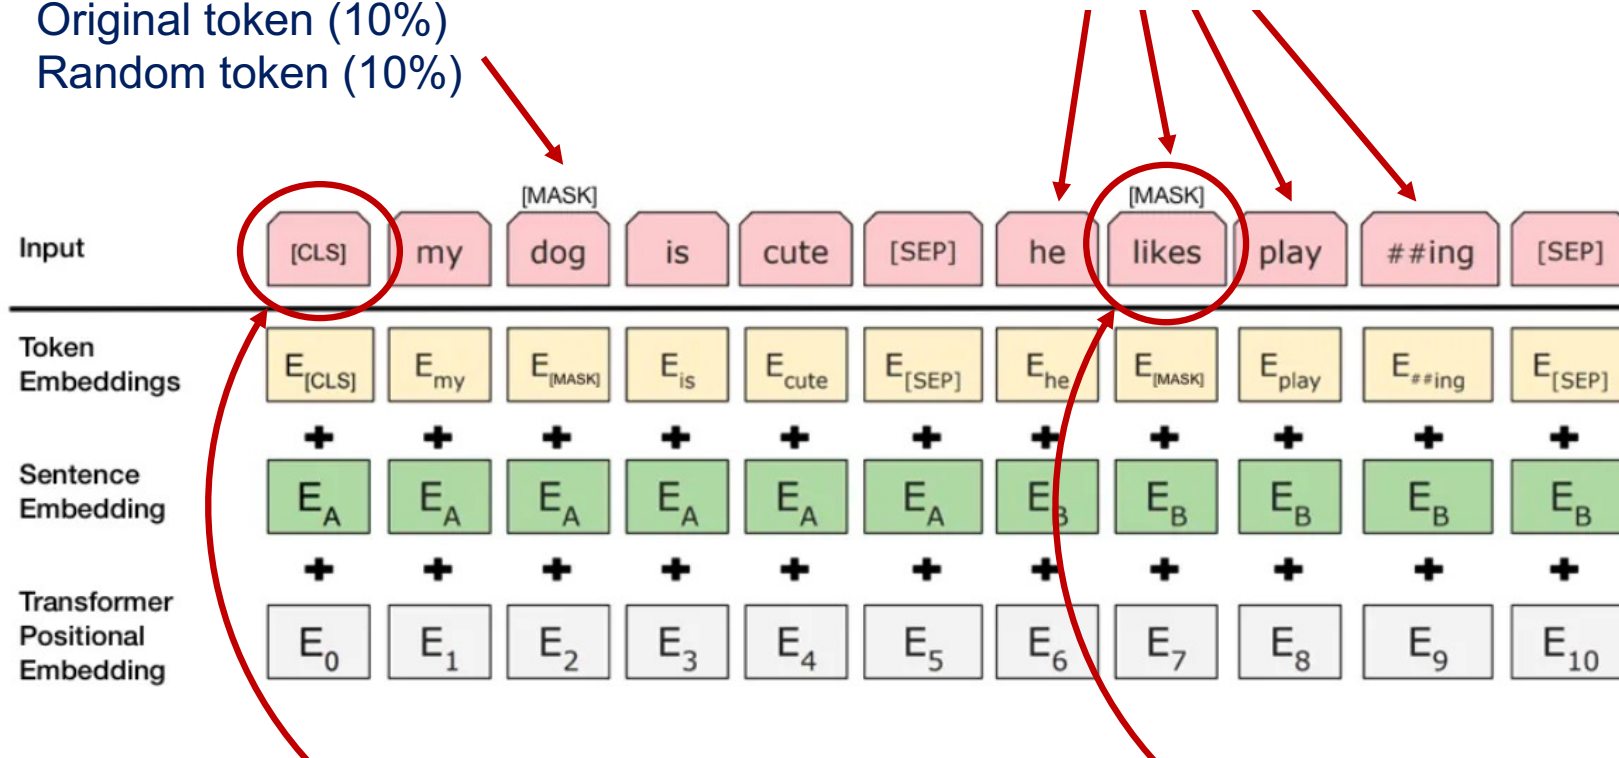 Original token (10%)
Random token (10%)
[MASK] [MASK]
Input [CLS] my dog is cute [SEP] he likes play ##ing [SEP]
Token
Embeddings
E[CLS] Emy E[MASK] Eis Ecute E[SEP] Ehe E[MASK] Eplay E##ing E[SEP]
+ + + + + + + + + + +
Sentence
Embedding
EA EA EA EA EA EA EB EB EB EB EB
+ + + + + + + + + + +
Transformer
Positional
Embedding
E0 E1 E2 E3 E4 E5 E6 E7 E8 E9 E10